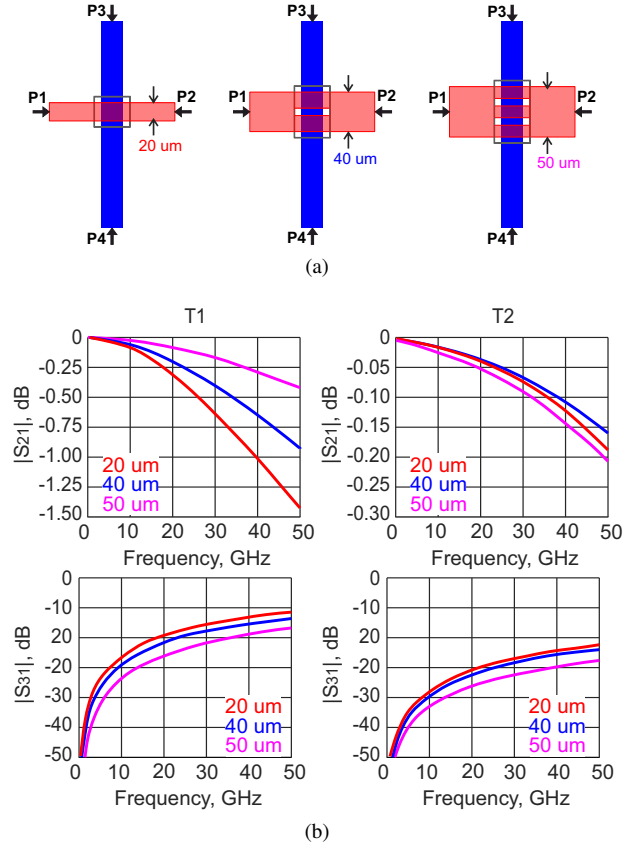 P3
P1
P2
20 um
P4
P3
P1
P2
40 um
P4
P3
P1
P2
50 um
P4
(a)
T1
|S21|, dB
0
-0.25
-0.50
-0.75
-1.00
-1.25
-1.50
20 um
40 um
50 um
0 10 20 30 40 50
Frequency, GHz
T2
|S21|, dB
0
-0.05
-0.10
-0.15
-0.20
-0.25
-0.30
20 um
40 um
50 um
0 10 20 30 40 50
Frequency, GHz
|S31|, dB
0
-10
20
-20
-30
-40
-50
20 um
40 um
50 um
0 10 20 30 40 50
Frequency, GHz
|S31|, dB
0
-10
20
-20
-30
-40
-50
20 um
40 um
50 um
0 10 20 30 40 50
Frequency, GHz
(b)